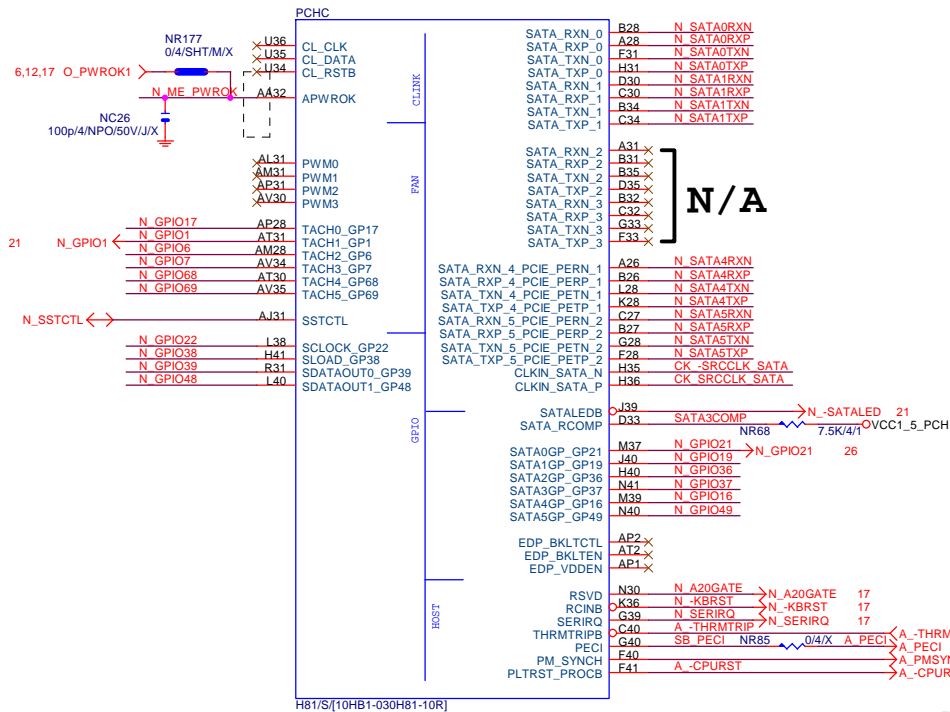 PCHC
NR177
0/4/SHT/M/X
6,12,17 O_PWROK1
N_ME_PWROK
NC26
100p/4/NPO/50V/J/X
U36 CL_CLK
U35 CL_DATA
U34 CL_RSTB
AA32 APWROK
CLINK
AL31 PWM0
AM31 PWM1
AP31 PWM2
AV30 PWM3
FAN
N_GPIO17 AP28 TACH0_GP17
21 N_GPIO1 N_GPIO1 AT31 TACH1_GP1
N_GPIO6 AM28 TACH2_GP6
N_GPIO7 AV34 TACH3_GP7
N_GPIO68 AT30 TACH4_GP68
N_GPIO69 AV35 TACH5_GP69
N_SSTCTL AJ31 SSTCTL
N_GPIO22 L38 SCLOCK_GP22
N_GPIO38 H41 SLOAD_GP38
N_GPIO39 R31 SDATAOUT0_GP39
N_GPIO48 L40 SDATAOUT1_GP48
GPIO
HOST
SATA_RXN_0 B28 N_SATA0RXN
SATA_RXP_0 A28 N_SATA0RXP
SATA_TXN_0 F31 N_SATA0TXN
SATA_TXP_0 H31 N_SATA0TXP
SATA_RXN_1 D30 N_SATA1RXN
SATA_RXP_1 C30 N_SATA1RXP
SATA_TXN_1 B34 N_SATA1TXN
SATA_TXP_1 C34 N_SATA1TXP
SATA_RXN_2 A31
SATA_RXP_2 B31
SATA_TXN_2 B35
SATA_TXP_2 D35
SATA_RXN_3 B32
SATA_RXP_3 C32
SATA_TXN_3 G33
SATA_TXP_3 F33
N/A
SATA_RXN_4_PCIE_PERN_1 A26 N_SATA4RXN
SATA_RXP_4_PCIE_PERP_1 B26 N_SATA4RXP
SATA_TXN_4_PCIE_PETN_1 L28 N_SATA4TXN
SATA_TXP_4_PCIE_PETP_1 K28 N_SATA4TXP
SATA_RXN_5_PCIE_PERN_2 C27 N_SATA5RXN
SATA_RXP_5_PCIE_PERP_2 B27 N_SATA5RXP
SATA_TXN_5_PCIE_PETN_2 G28 N_SATA5TXN
SATA_TXP_5_PCIE_PETP_2 F28 N_SATA5TXP
CLKIN_SATA_N H35 CK_-SRCCLK_SATA
CLKIN_SATA_P H36 CK_SRCCLK_SATA
SATALEDB J39 N_-SATALED 21
SATA_RCOMP D33 SATA3COMP NR68 7.5K/4/1 VCC1_5_PCH
SATA0GP_GP21 M37 N_GPIO21 N_GPIO21 26
SATA1GP_GP19 J40 N_GPIO19
SATA2GP_GP36 H40 N_GPIO36
SATA3GP_GP37 N41 N_GPIO37
SATA4GP_GP16 M39 N_GPIO16
SATA5GP_GP49 N40 N_GPIO49
EDP_BKLTCTL AP2
EDP_BKLTEN AT2
EDP_VDDEN AP1
RSVD N30 N_A20GATE N_A20GATE 17
RCINB K36 N_-KBRST N_-KBRST 17
SERIRQ G39 N_SERIRQ N_SERIRQ 17
THRMTRIPB C40 A_-THRMTRIP A_-THRM
PECI G40 SB_PECI NR85 0/4/X A_PECI A_PECI
PM_SYNCH F40 A_PMSYN
PLTRST_PROCB F41 A_-CPURST A_-CPUR
H81/S/[10HB1-030H81-10R]